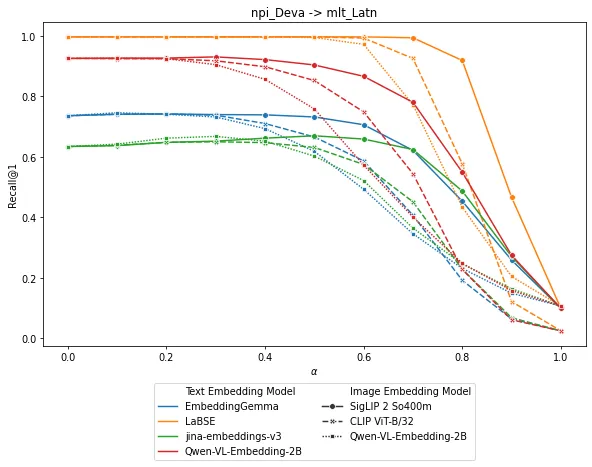 npi_Deva -> mlt_Latn
Recall@1
1.0
0.8
0.6
0.4
0.2
0.0
0.0 0.2 0.4 0.6 0.8 1.0
α
Text Embedding Model
EmbeddingGemma
LaBSE
jina-embeddings-v3
Qwen-VL-Embedding-2B
Image Embedding Model
SigLIP 2 So400m
CLIP ViT-B/32
Qwen-VL-Embedding-2B